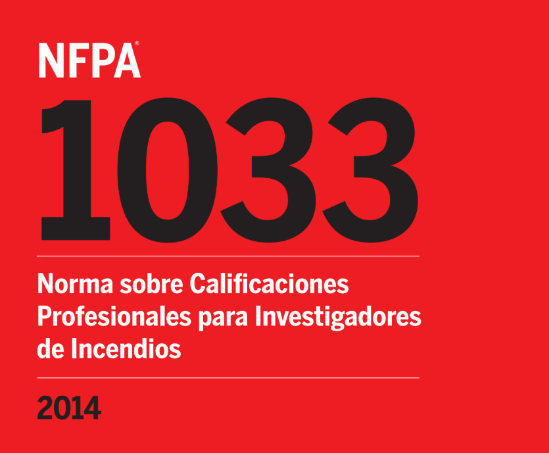 NFPA®
1033
Norma sobre Calificaciones
Profesionales para Investigadores
de Incendios
2014